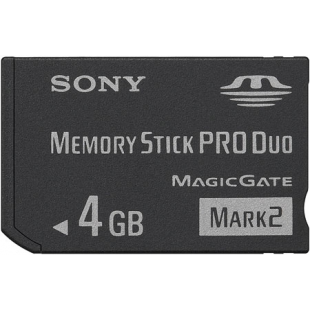 SONY
MEMORY STICK PRO DUO
MAGICGATE
4 GB
MARK2